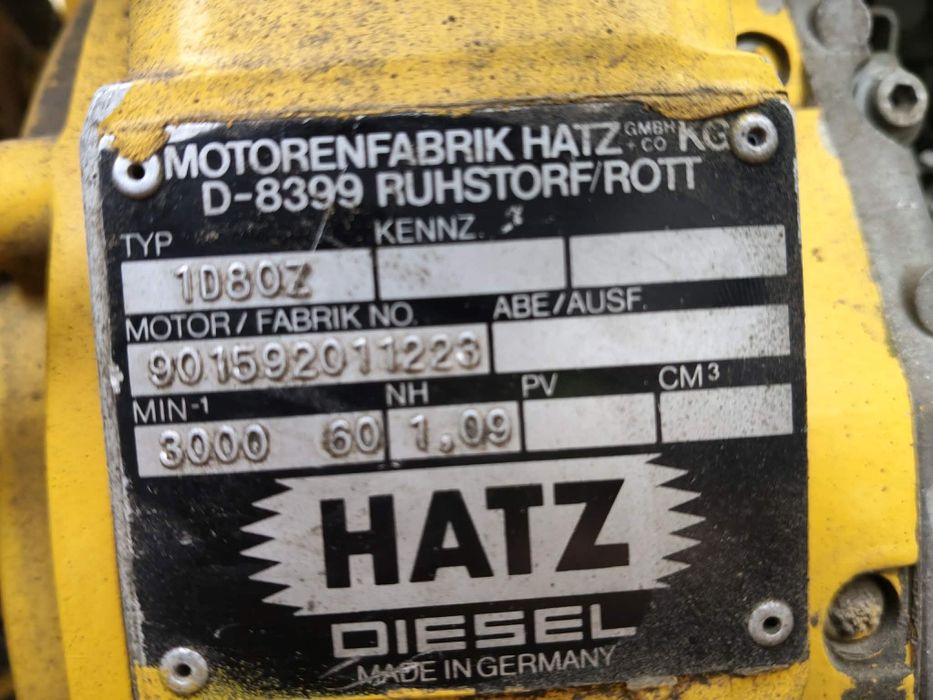 MOTORENFABRIK HATZ GMBH + CO KG
D-8399 RUHSTORF/ROTT
TYP KENNZ.
1D80Z
MOTOR / FABRIK NO. ABE/AUSF.
901592011223
MIN-1 NH PV CM³
3000 60 1,09
HATZ
DIESEL
MADE IN GERMANY